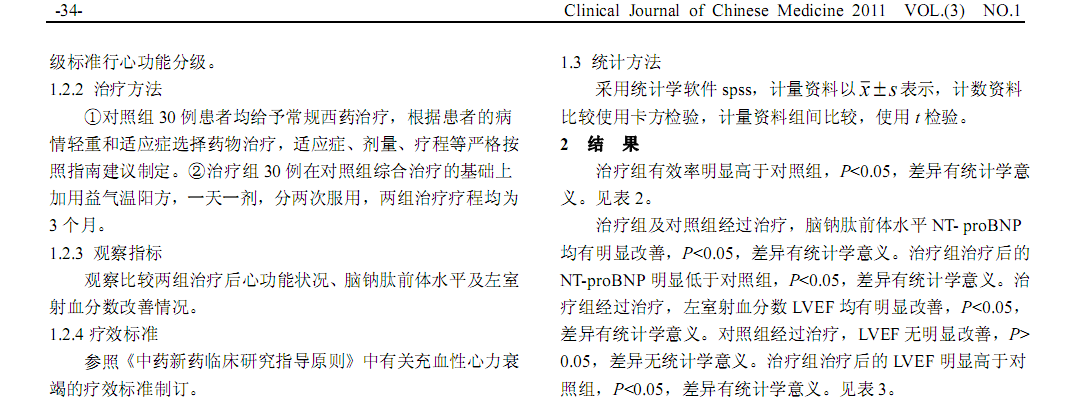 -34-
Clinical Journal of Chinese Medicine 2011 VOL.(3) NO.1
级标准行心功能分级。
1.2.2 治疗方法
①对照组 30 例患者均给予常规西药治疗，根据患者的病
情轻重和适应症选择药物治疗，适应症、剂量、疗程等严格按
照指南建议制定。②治疗组 30 例在对照组综合治疗的基础上
加用益气温阳方，一天一剂，分两次服用，两组治疗疗程均为
3 个月。
1.2.3 观察指标
观察比较两组治疗后心功能状况、脑钠肽前体水平及左室
射血分数改善情况。
1.2.4 疗效标准
参照《中药新药临床研究指导原则》中有关充血性心力衰
竭的疗效标准制订。
1.3 统计方法
采用统计学软件 spss，计量资料以 x̄±s 表示，计数资料
比较使用卡方检验，计量资料组间比较，使用 t 检验。
2 结 果
治疗组有效率明显高于对照组，P<0.05，差异有统计学意
义。见表 2。
治疗组及对照组经过治疗，脑钠肽前体水平 NT- proBNP
均有明显改善，P<0.05，差异有统计学意义。治疗组治疗后的
NT-proBNP 明显低于对照组，P<0.05，差异有统计学意义。治
疗组经过治疗，左室射血分数 LVEF 均有明显改善，P<0.05，
差异有统计学意义。对照组经过治疗，LVEF 无明显改善，P>
0.05，差异无统计学意义。治疗组治疗后的 LVEF 明显高于对
照组，P<0.05，差异有统计学意义。见表 3。